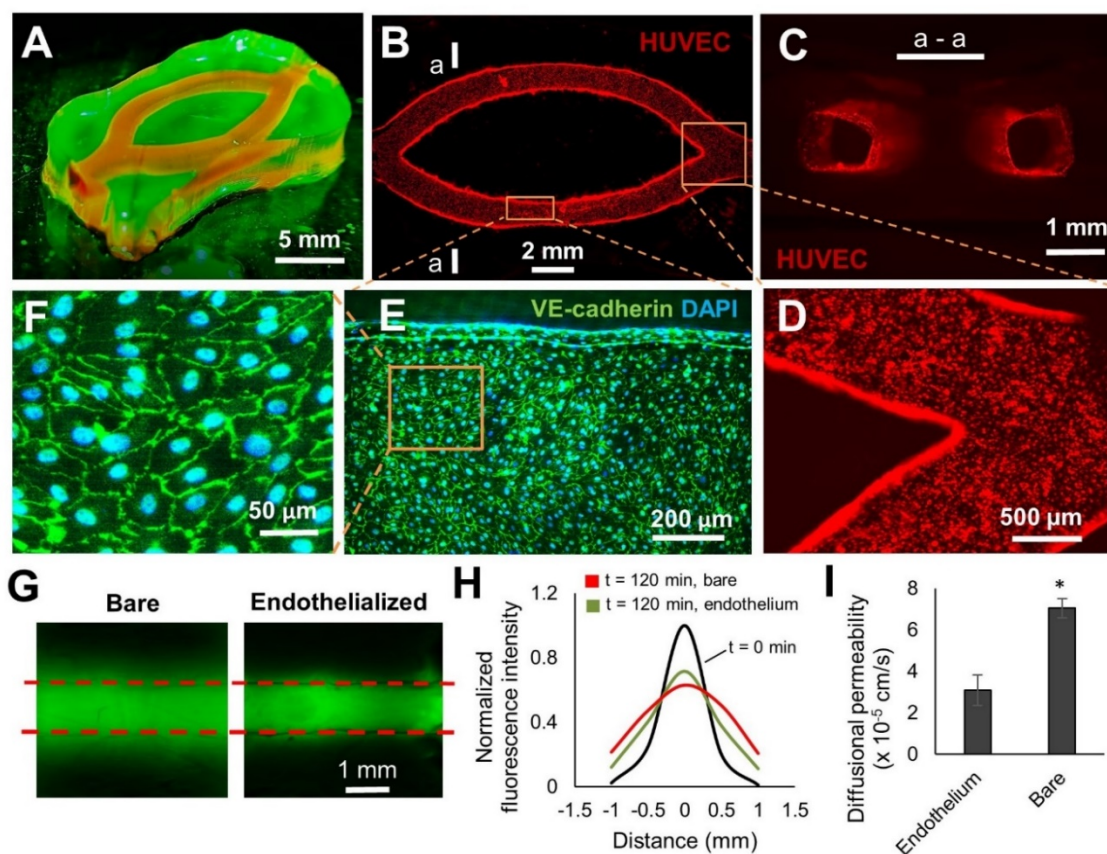 A
5 mm
B
HUVEC
a
a
2 mm
C
a - a
1 mm
HUVEC
F
50 µm
E
VE-cadherin DAPI
200 µm
D
500 µm
G
Bare
Endothelialized
1 mm
H
t = 120 min, bare
t = 120 min, endothelium
t = 0 min
Normalized
fluorescence intensity
1.2
0.8
0.4
0
-1.5
-1
-0.5
0
0.5
1
1.5
Distance (mm)
I
*
Diffusional permeability
(x 10⁻⁵ cm/s)
8
6
4
2
0
Endothelium
Bare